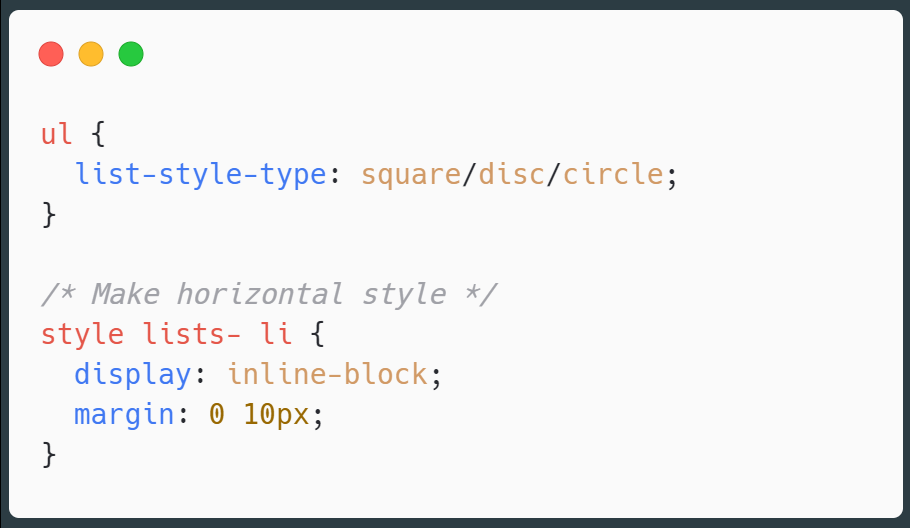 ul {
  list-style-type: square/disc/circle;
}

/* Make horizontal style */
style lists- li {
  display: inline-block;
  margin: 0 10px;
}